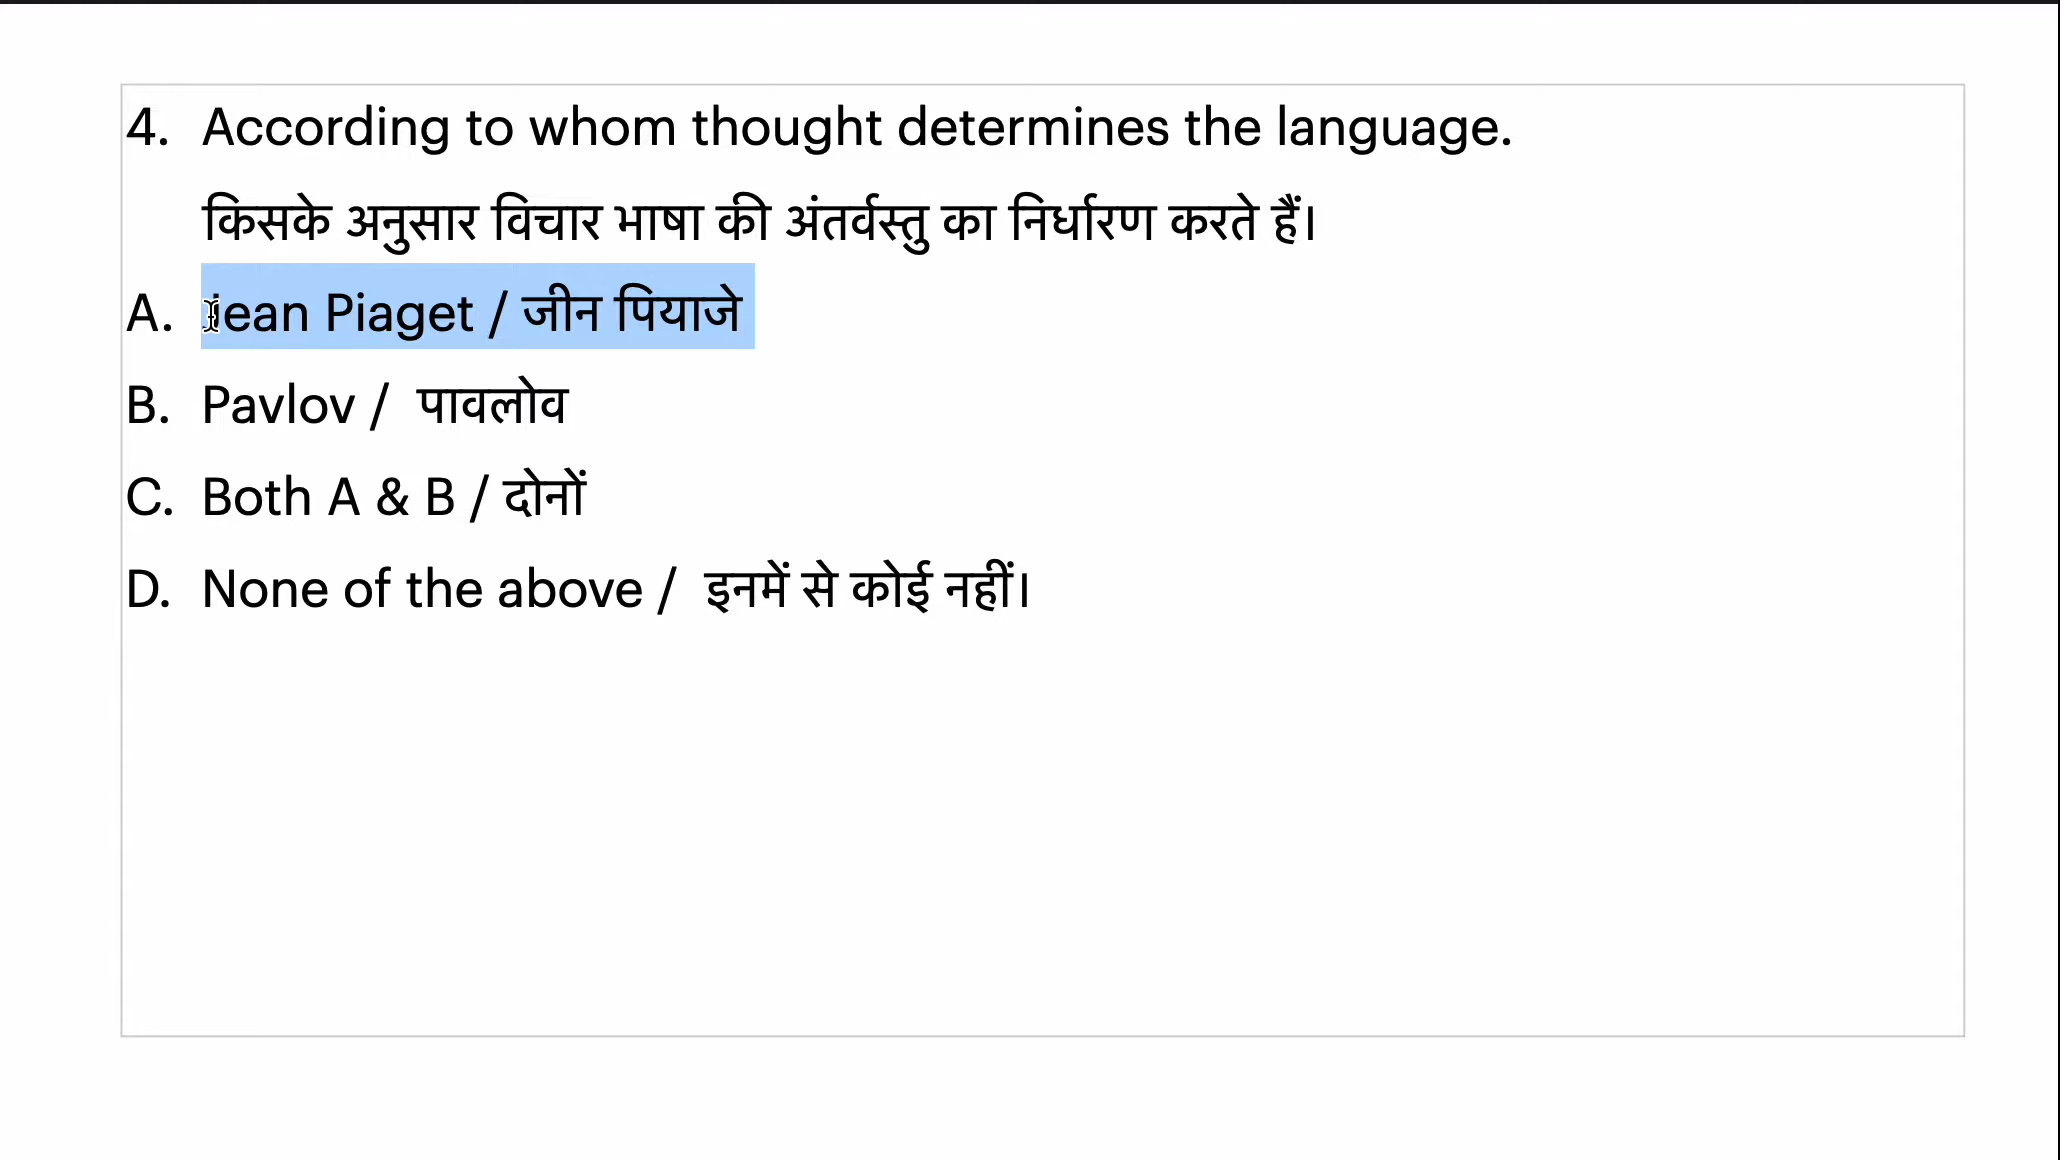 4. According to whom thought determines the language.
किसके अनुसार विचार भाषा की अंतर्वस्तु का निर्धारण करते हैं।
A. jean Piaget / जीन पियाजे
B. Pavlov / पावलोव
C. Both A & B / दोनों
D. None of the above / इनमें से कोई नहीं।